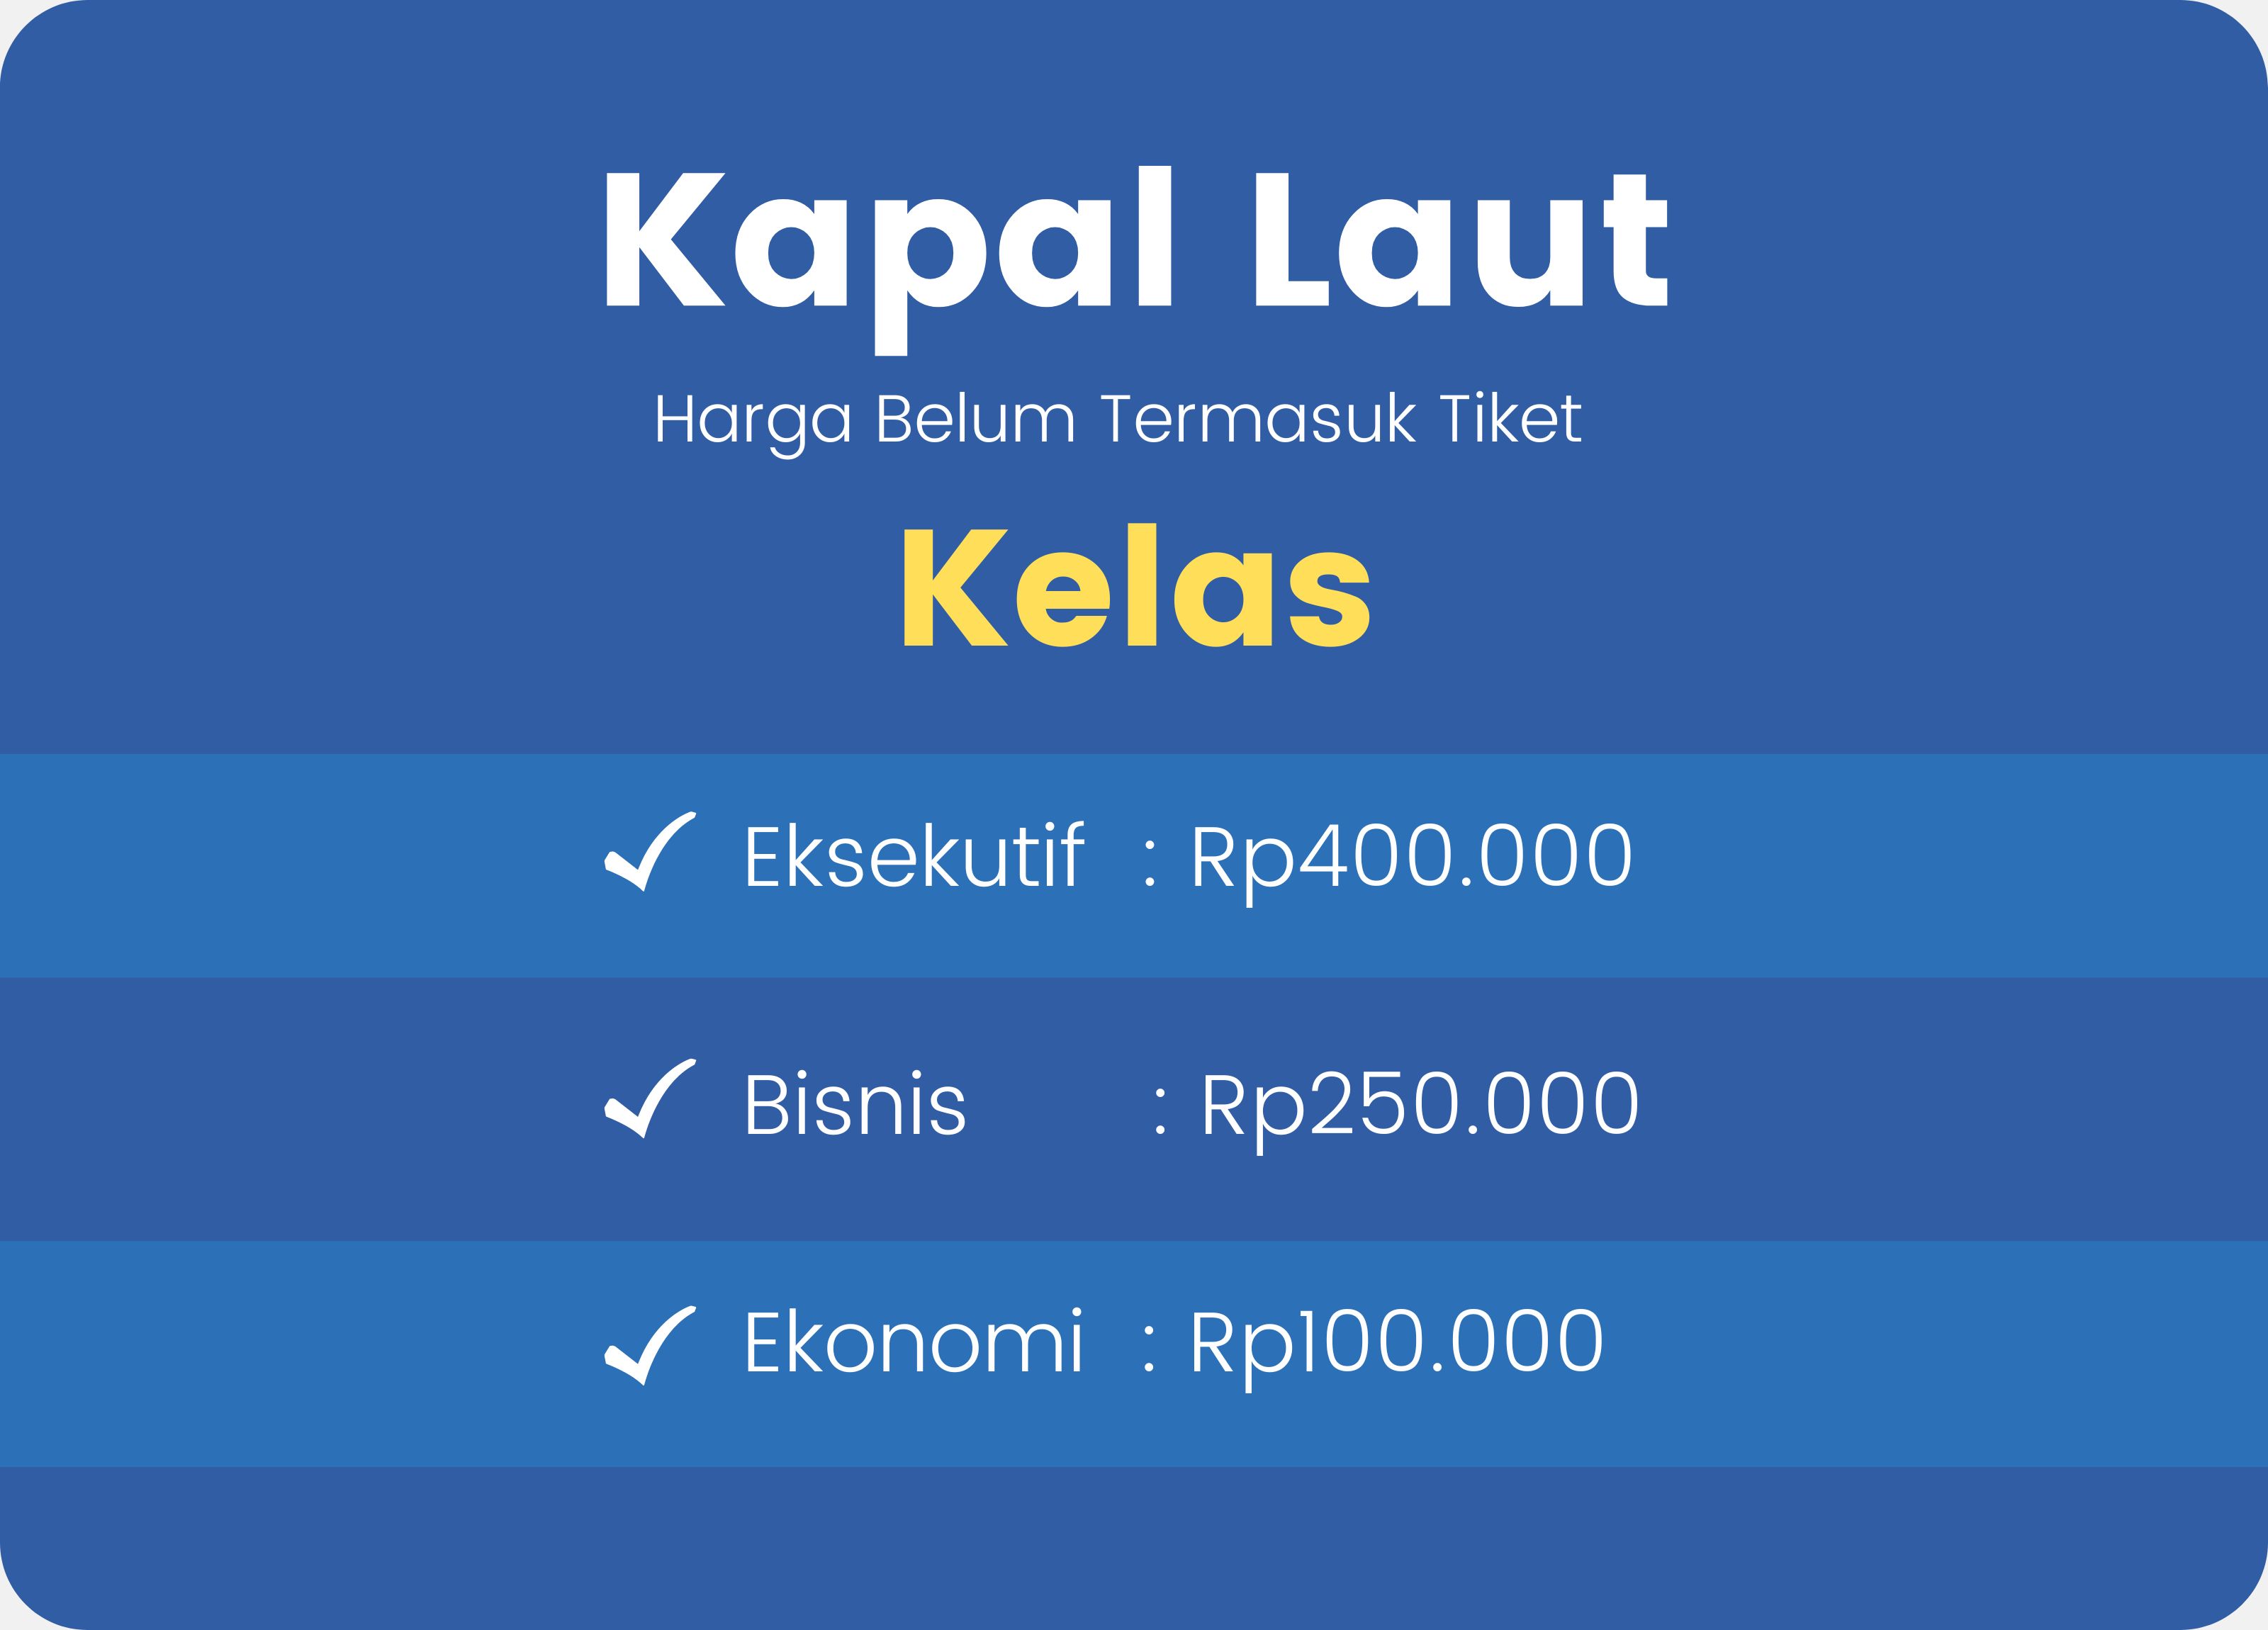 Kapal Laut
Harga Belum Termasuk Tiket
Kelas
✓ Eksekutif : Rp400.000
✓ Bisnis : Rp250.000
✓ Ekonomi : Rp100.000